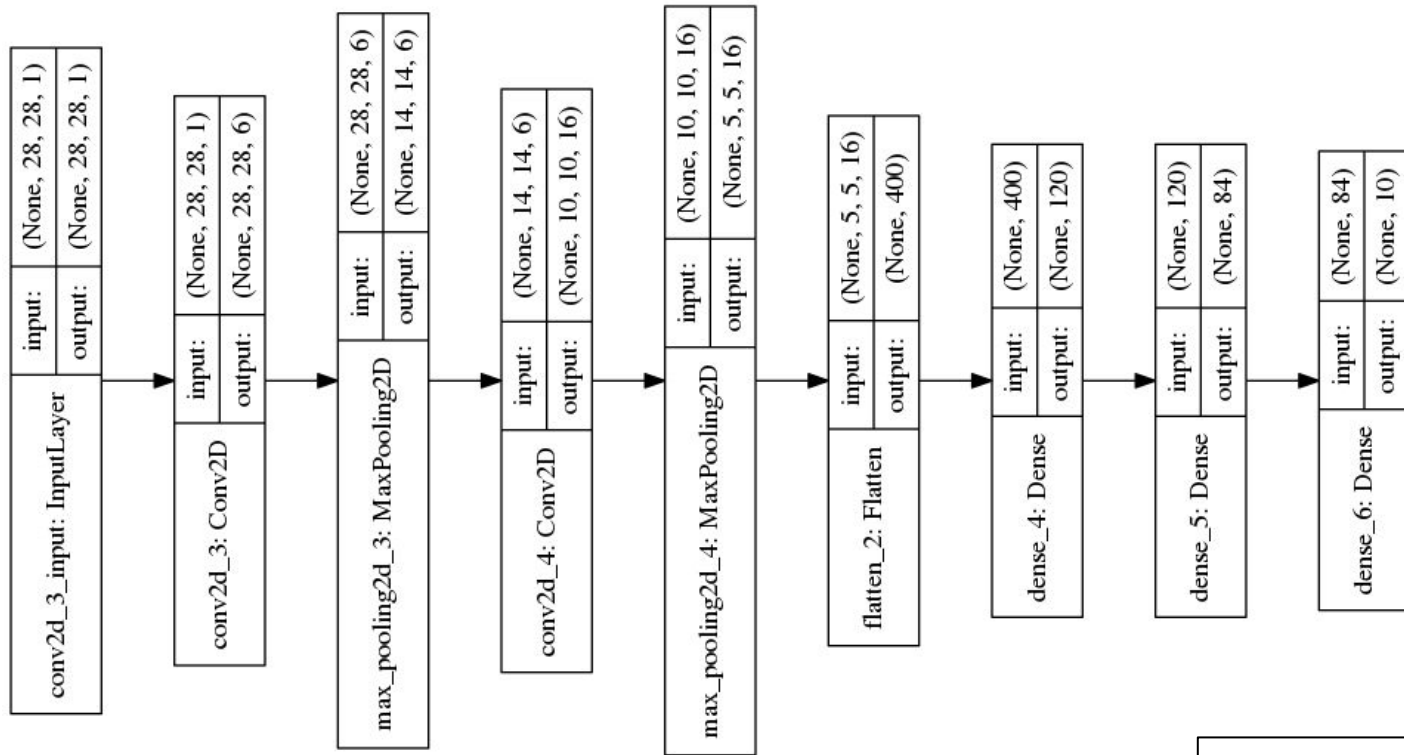 conv2d_3_input: InputLayer
input:
(None, 28, 28, 1)
output:
(None, 28, 28, 1)
conv2d_3: Conv2D
input:
(None, 28, 28, 1)
output:
(None, 28, 28, 6)
max_pooling2d_3: MaxPooling2D
input:
(None, 28, 28, 6)
output:
(None, 14, 14, 6)
conv2d_4: Conv2D
input:
(None, 14, 14, 6)
output:
(None, 10, 10, 16)
max_pooling2d_4: MaxPooling2D
input:
(None, 10, 10, 16)
output:
(None, 5, 5, 16)
flatten_2: Flatten
input:
(None, 5, 5, 16)
output:
(None, 400)
dense_4: Dense
input:
(None, 400)
output:
(None, 120)
dense_5: Dense
input:
(None, 120)
output:
(None, 84)
dense_6: Dense
input:
(None, 84)
output:
(None, 10)